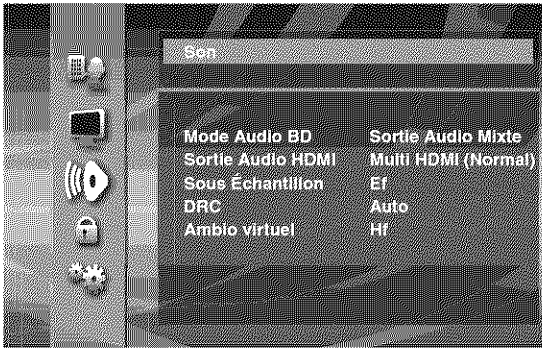 Son
Mode Audio BD Sortie Audio Mixte
Sortie Audio HDMI Multi HDMI (Normal)
Sous Échantillon Ef
DRC Auto
Ambio virtuel Hf